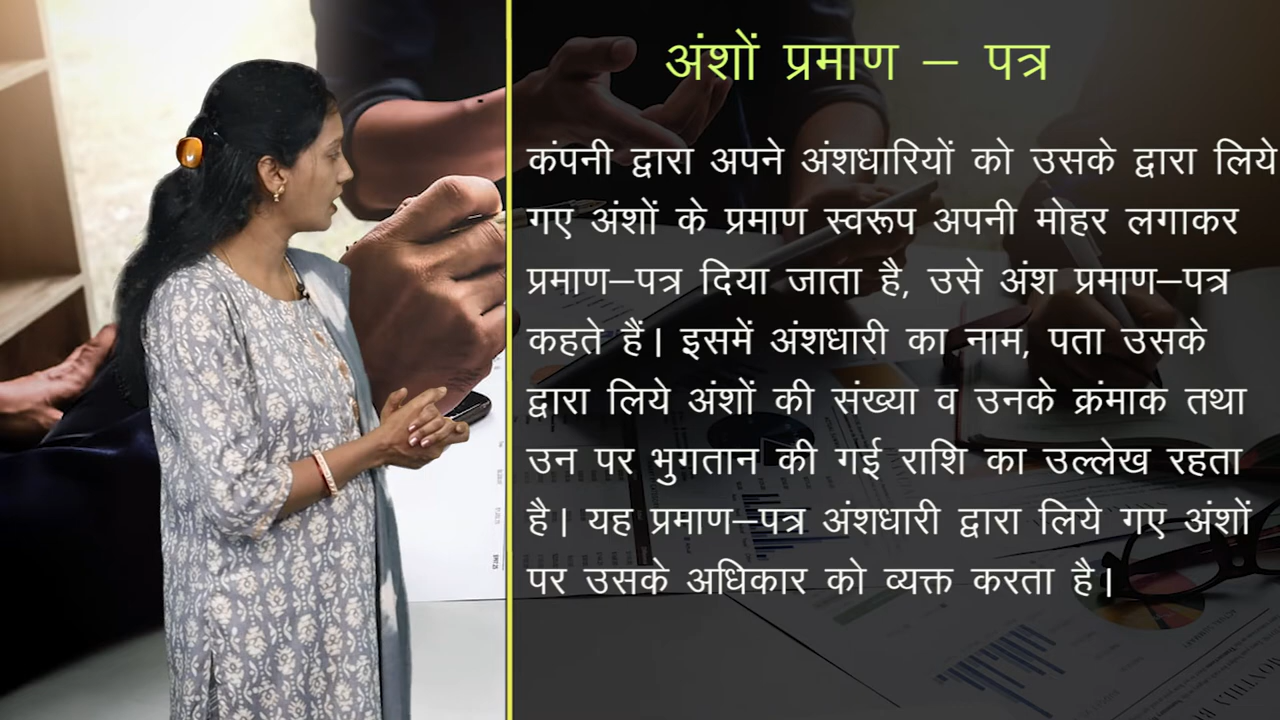 अंशों प्रमाण – पत्र
कंपनी द्वारा अपने अंशधारियों को उसके द्वारा लिये
गए अंशों के प्रमाण स्वरूप अपनी मोहर लगाकर
प्रमाण–पत्र दिया जाता है, उसे अंश प्रमाण–पत्र
कहते हैं। इसमें अंशधारी का नाम, पता उसके
द्वारा लिये अंशों की संख्या व उनके क्रंमाक तथा
उन पर भुगतान की गई राशि का उल्लेख रहता
है। यह प्रमाण–पत्र अंशधारी द्वारा लिये गए अंशों
पर उसके अधिकार को व्यक्त करता है।